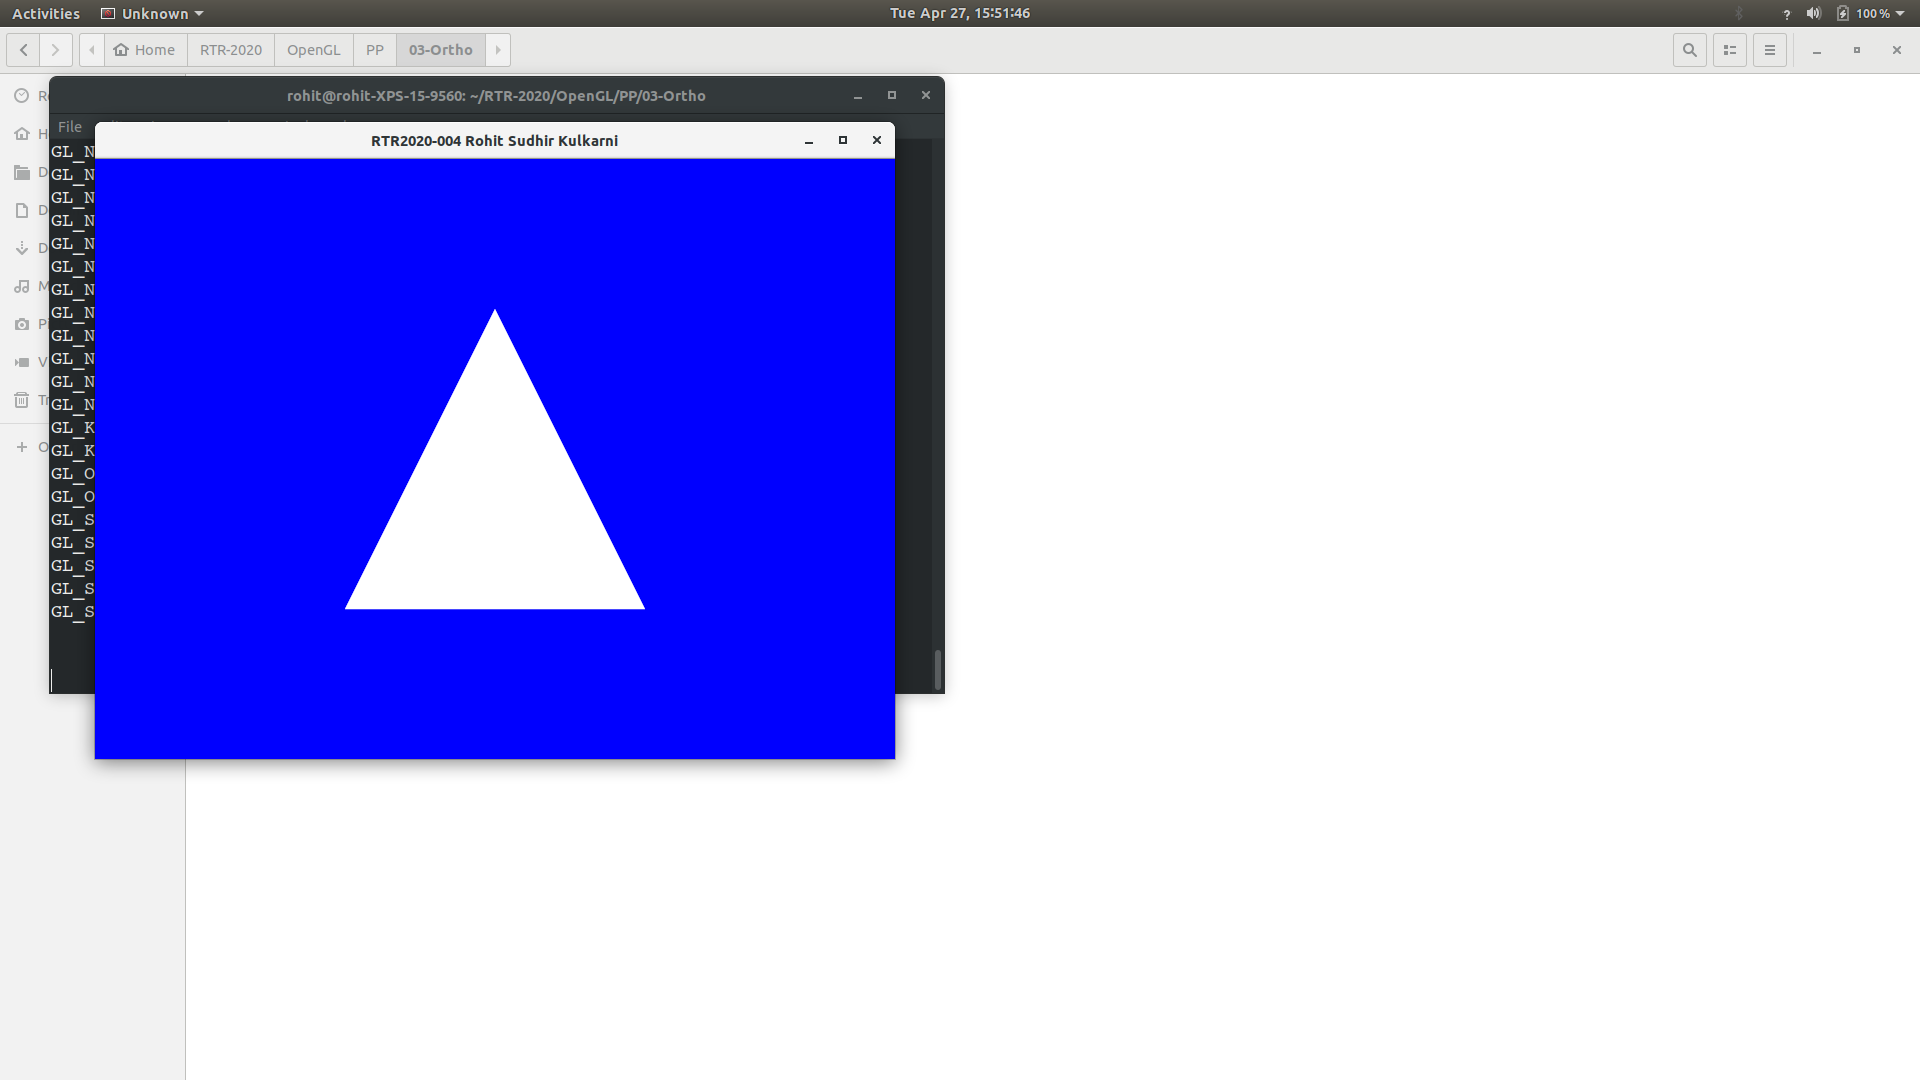 Activities Unknown Tue Apr 27, 15:51:46 ? 100 %
Home RTR-2020 OpenGL PP 03-Ortho
rohit@rohit-XPS-15-9560: ~/RTR-2020/OpenGL/PP/03-Ortho
File
RTR2020-004 Rohit Sudhir Kulkarni
GL_N
GL_N
GL_N
GL_N
GL_N
GL_N
GL_N
GL_N
GL_N
GL_N
GL_N
GL_N
GL_K
GL_K
GL_O
GL_O
GL_S
GL_S
GL_S
GL_S
GL_S